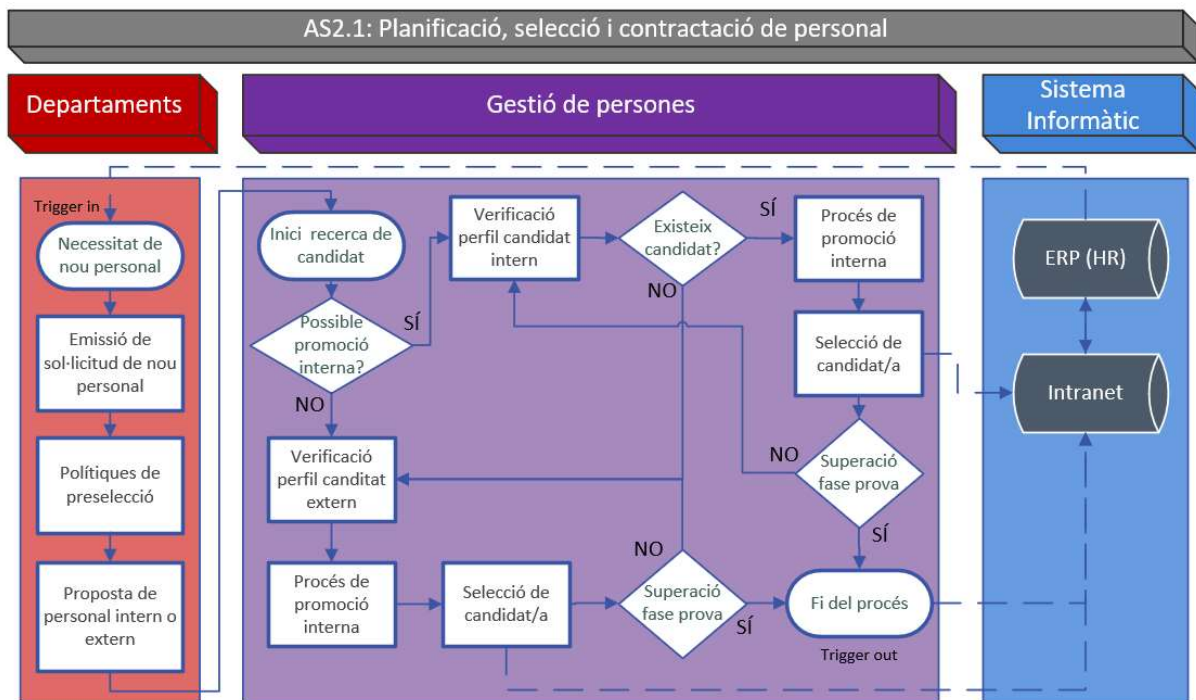 AS2.1: Planificació, selecció i contractació de personal
Departaments
Gestió de persones
Sistema
Informàtic
Trigger in
Necessitat de
nou personal
Emissió de
sol·licitud de nou
personal
Polítiques de
preselecció
Proposta de
personal intern o
extern
Inici recerca de
candidat
Possible
promoció
interna?
SÍ
NO
Verificació
perfil candidat
intern
Existeix
candidat?
SÍ
NO
Procés de
promoció
interna
Selecció de
candidat/a
Superació
fase prova
NO
SÍ
Verificació
perfil canditat
extern
Procés de
promoció
interna
Selecció de
candidat/a
Superació
fase prova
NO
SÍ
Fi del procés
Trigger out
ERP (HR)
Intranet